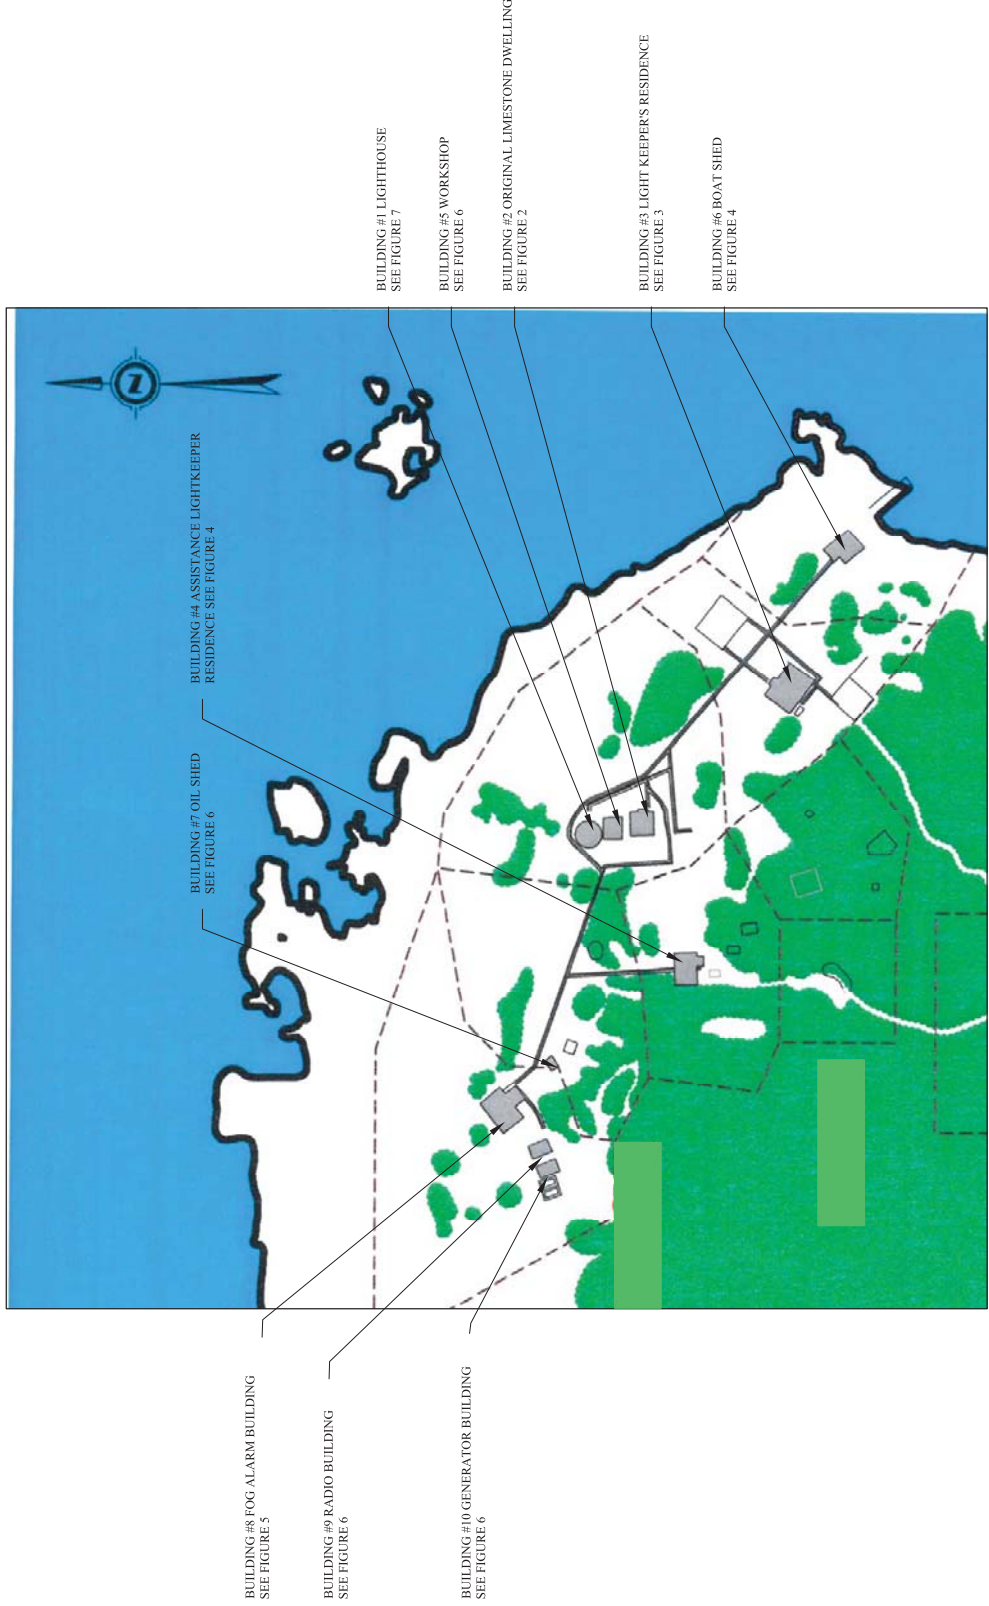 BUILDING #8 FOG ALARM BUILDING
SEE FIGURE 5
BUILDING #9 RADIO BUILDING
SEE FIGURE 6
BUILDING #10 GENERATOR BUILDING
SEE FIGURE 6
BUILDING #7 OIL SHED
SEE FIGURE 6
BUILDING #4 ASSISTANCE LIGHTKEEPER
RESIDENCE SEE FIGURE 4
N
BUILDING #1 LIGHTHOUSE
SEE FIGURE 7
BUILDING #5 WORKSHOP
SEE FIGURE 6
BUILDING #2 ORIGINAL LIMESTONE DWELLING
SEE FIGURE 2
BUILDING #3 LIGHT KEEPER'S RESIDENCE
SEE FIGURE 3
BUILDING #6 BOAT SHED
SEE FIGURE 4